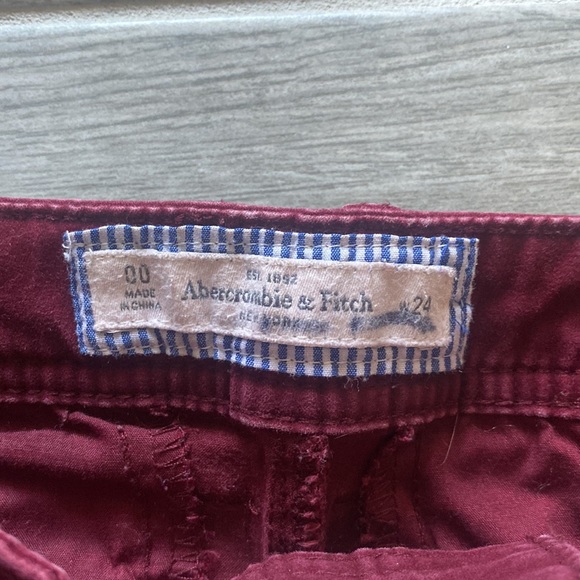 00
MADE
IN CHINA
EST. 1892
Abercrombie & Fitch
NEW YORK
W 24